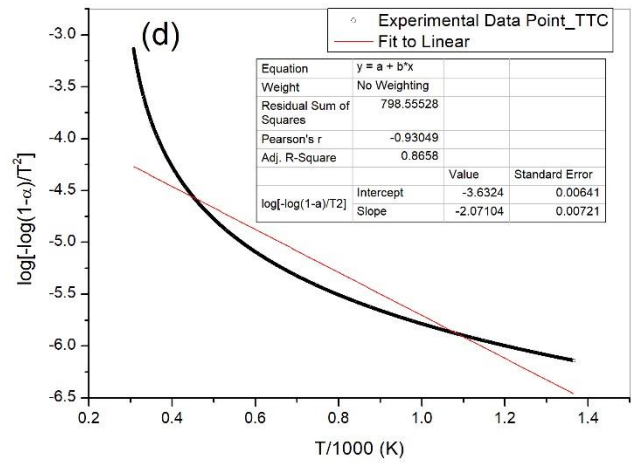 (d)
Experimental Data Point_TTC
Fit to Linear
Equation y = a + b*x
Weight No Weighting
Residual Sum of Squares 798.55528
Pearson's r -0.93049
Adj. R-Square 0.8658
Value Standard Error
log[-log(1-a)/T2] Intercept -3.6324 0.00641
Slope -2.07104 0.00721
log[-log(1-α)/T²]
-3.0
-3.5
-4.0
-4.5
-5.0
-5.5
-6.0
-6.5
0.2 0.4 0.6 0.8 1.0 1.2 1.4
T/1000 (K)